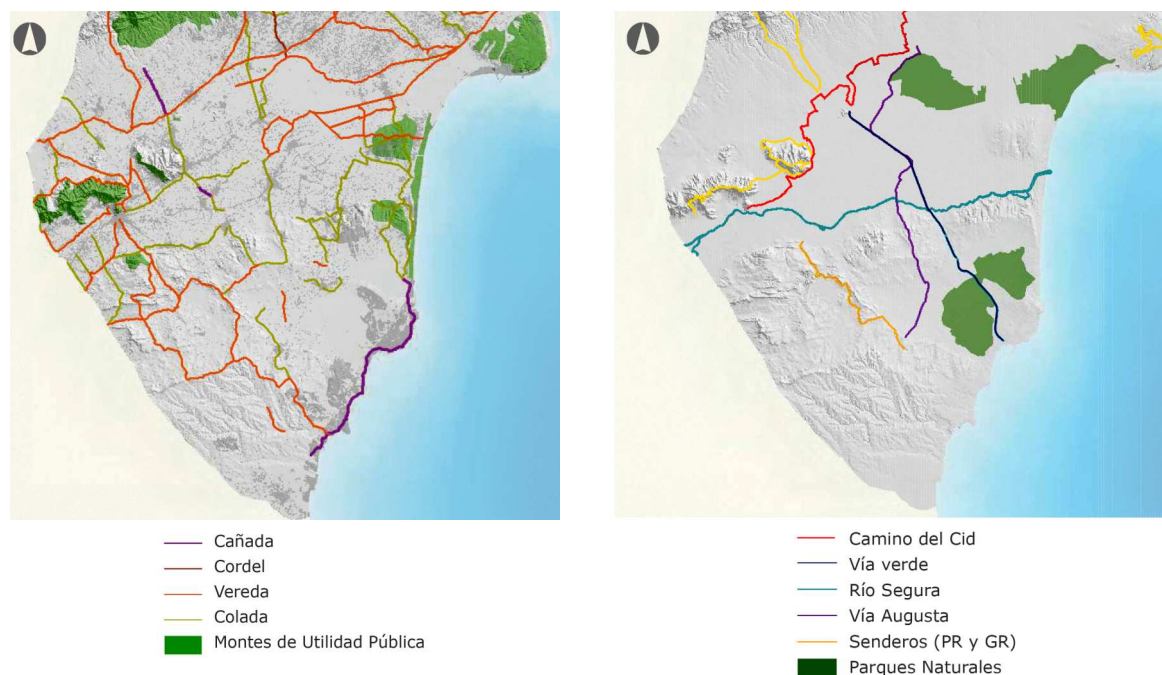 Cañada
Cordel
Vereda
Colada
Montes de Utilidad Pública
Camino del Cid
Vía verde
Río Segura
Vía Augusta
Senderos (PR y GR)
Parques Naturales